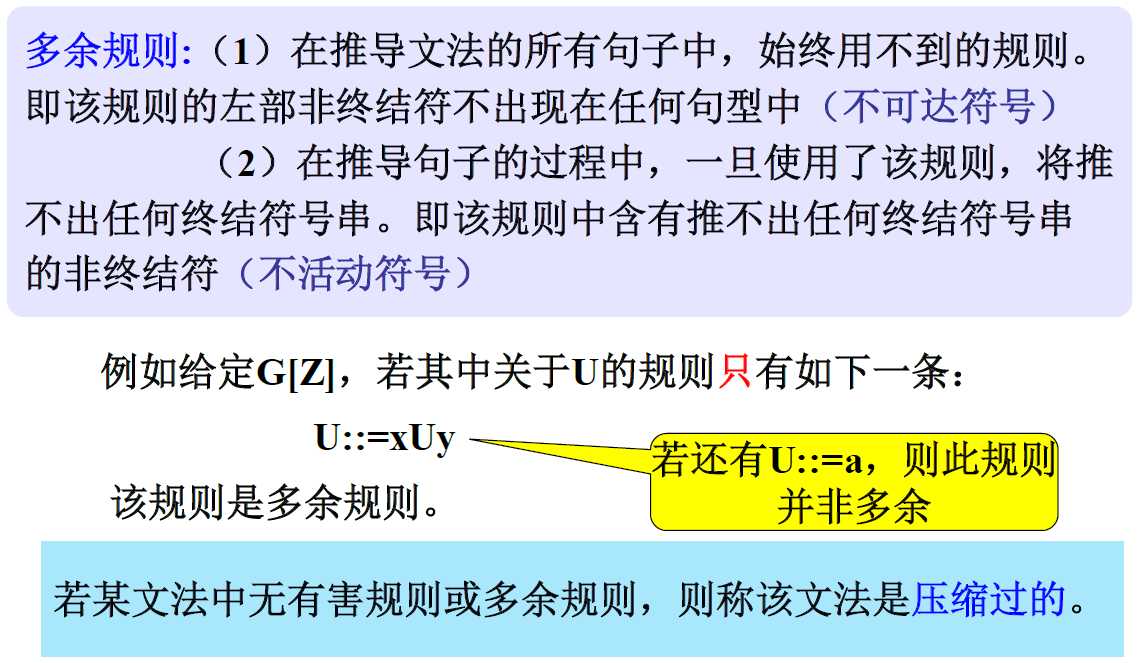 多余规则:（1）在推导文法的所有句子中，始终用不到的规则。
即该规则的左部非终结符不出现在任何句型中（不可达符号）
（2）在推导句子的过程中，一旦使用了该规则，将推
不出任何终结符号串。即该规则中含有推不出任何终结符号串
的非终结符（不活动符号）
例如给定G[Z]，若其中关于U的规则只有如下一条：
U::=xUy
若还有U::=a，则此规则
并非多余
该规则是多余规则。
若某文法中无有害规则或多余规则，则称该文法是压缩过的。